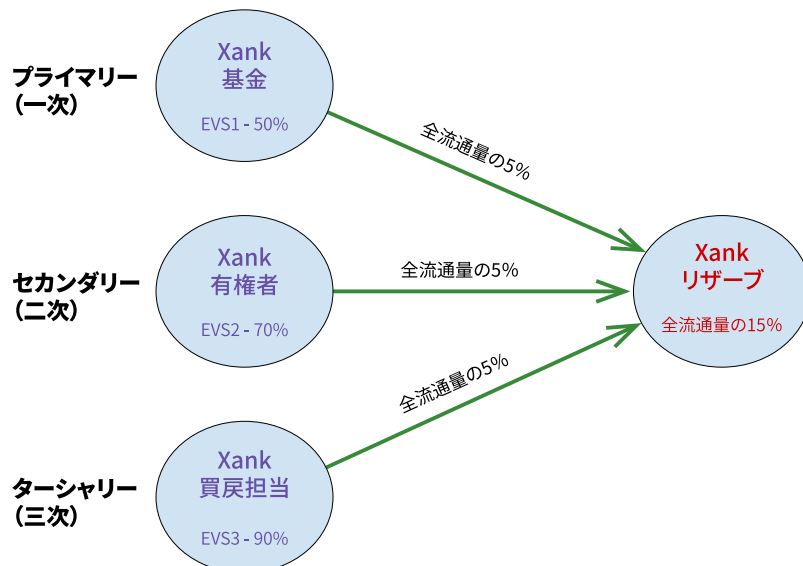 プライマリー
（一次）
Xank
基金
EVS1 - 50%
全流通量の5%
セカンダリー
（二次）
Xank
有権者
EVS2 - 70%
全流通量の5%
Xank
リザーブ
全流通量の15%
ターシャリー
（三次）
Xank
買戻担当
EVS3 - 90%
全流通量の5%